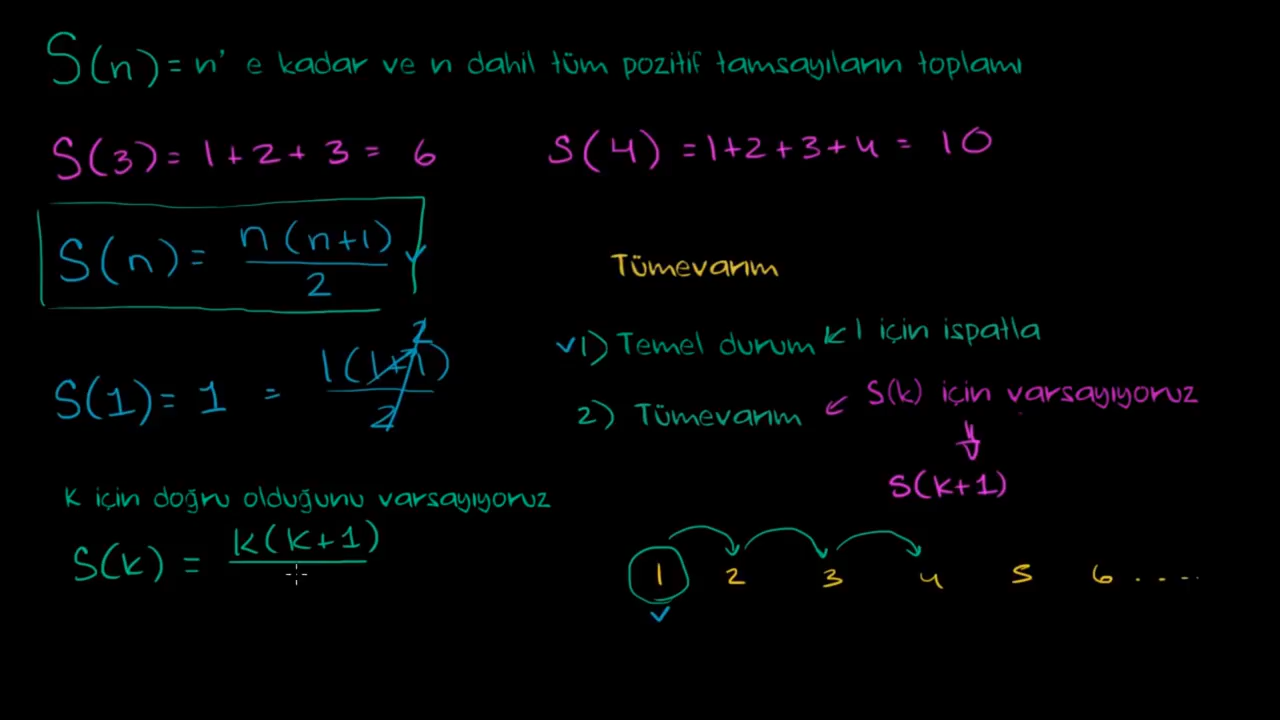 S(n) = n' e kadar ve n dahil tüm pozitif tamsayıların toplamı
S(3) = 1+2+3 = 6
S(4) = 1+2+3+4 = 10
S(n) = n(n+1)/2
Tümevarım
1) Temel durum
1 için ispatla
S(1) = 1 = 1(1+1)/2
2
2) Tümevarım
S(k) için varsayıyoruz
S(k+1)
K için doğru olduğunu varsayıyoruz
S(k) = k(k+1)
1 2 3 4 5 6 .....